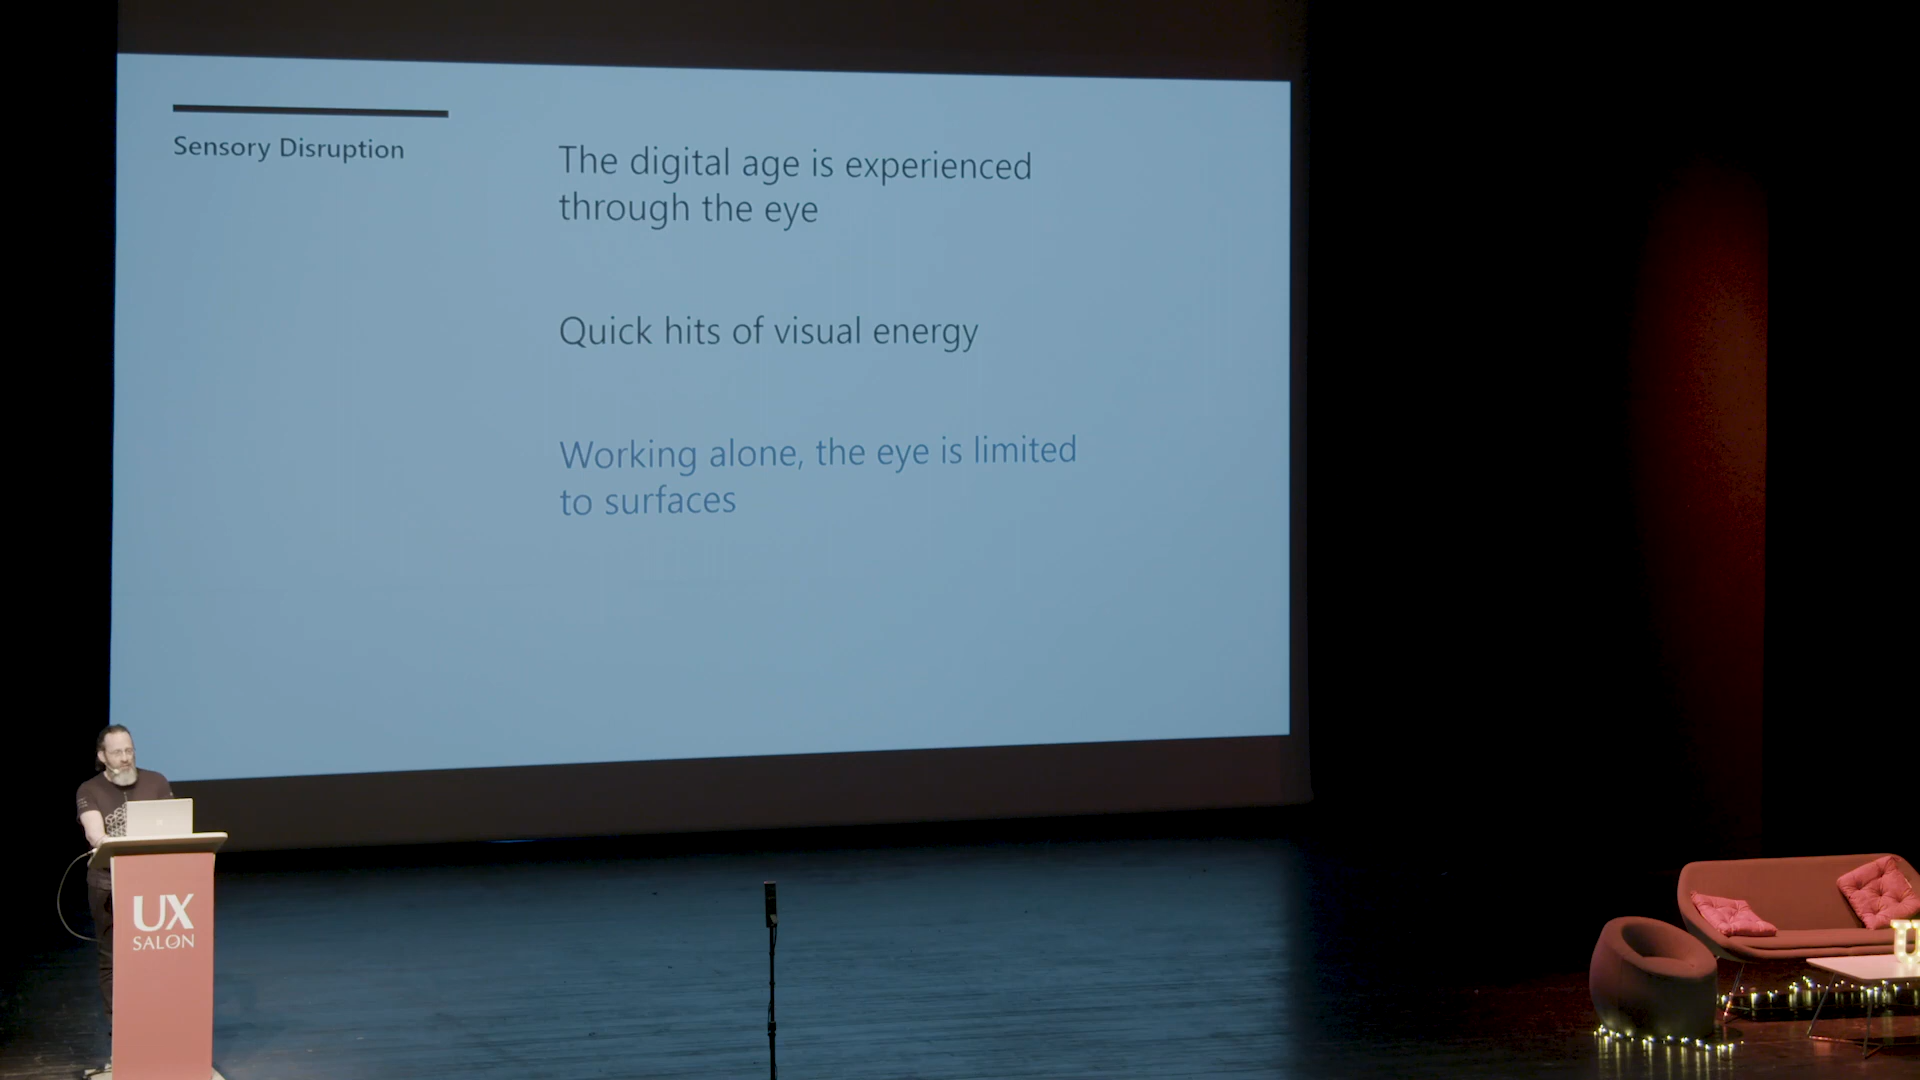 Sensory Disruption
The digital age is experienced
through the eye
Quick hits of visual energy
Working alone, the eye is limited
to surfaces
UX
SALON
U